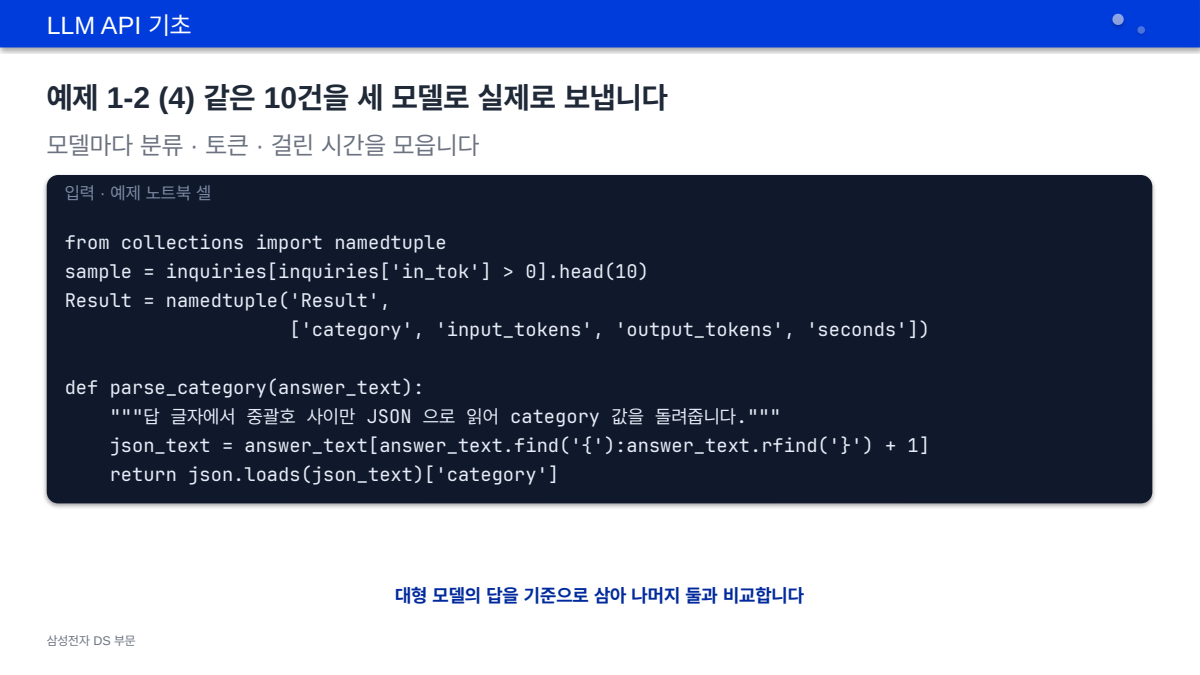 LLM API 기초
예제 1-2 (4) 같은 10건을 세 모델로 실제로 보냅니다
모델마다 분류 · 토큰 · 걸린 시간을 모읍니다
입력 · 예제 노트북 셀
from collections import namedtuple
sample = inquiries[inquiries['in_tok'] > 0].head(10)
Result = namedtuple('Result',
                    ['category', 'input_tokens', 'output_tokens', 'seconds'])
def parse_category(answer_text):
    """답 글자에서 중괄호 사이만 JSON 으로 읽어 category 값을 돌려줍니다."""
    json_text = answer_text[answer_text.find('{'):answer_text.rfind('}') + 1]
    return json.loads(json_text)['category']
대형 모델의 답을 기준으로 삼아 나머지 둘과 비교합니다
삼성전자 DS 부문